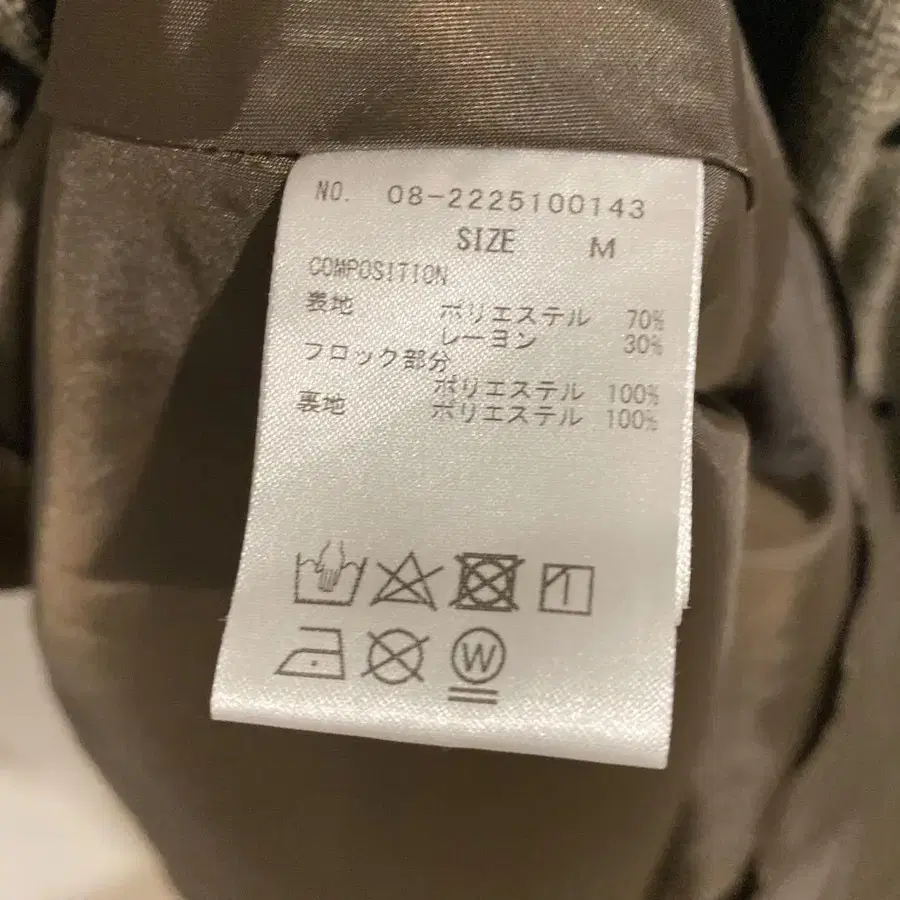 NO. 08-2225100143
SIZE M
COMPOSITION
表地 ポリエステル 70%
レーヨン 30%
フロック部分
ポリエステル 100%
裏地 ポリエステル 100%
W